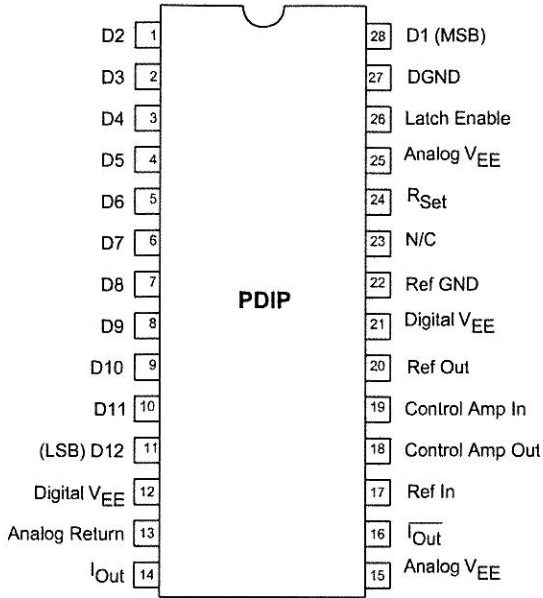 D2 1
D3 2
D4 3
D5 4
D6 5
D7 6
D8 7
D9 8
D10 9
D11 10
(LSB) D12 11
Digital VEE 12
Analog Return 13
IOut 14
PDIP
28 D1 (MSB)
27 DGND
26 Latch Enable
25 Analog VEE
24 RSet
23 N/C
22 Ref GND
21 Digital VEE
20 Ref Out
19 Control Amp In
18 Control Amp Out
17 Ref In
16 I̅O̅u̅t̅
15 Analog VEE